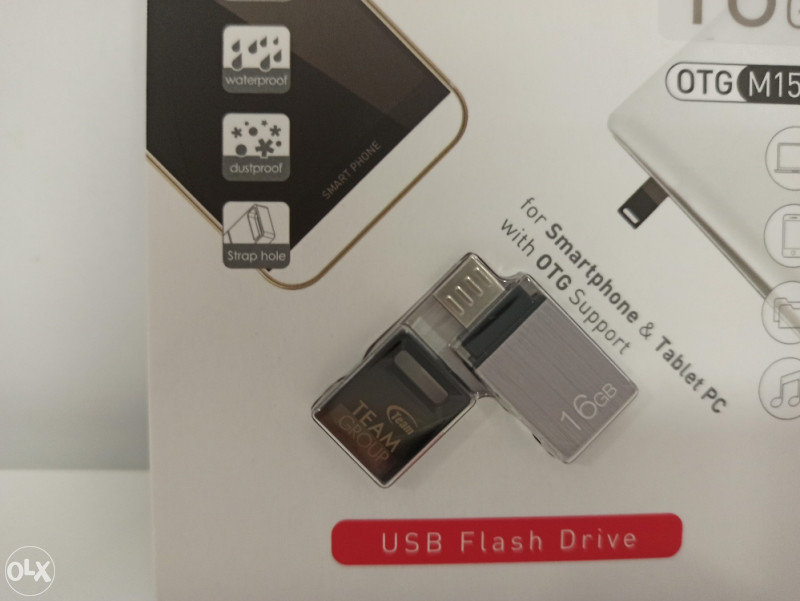 waterproof
dustproof
Strap hole
SMART PHONE
OTG M15
for Smartphone & Tablet PC
with OTG Support
Team
TEAM
GROUP
16GB
USB Flash Drive
OLX